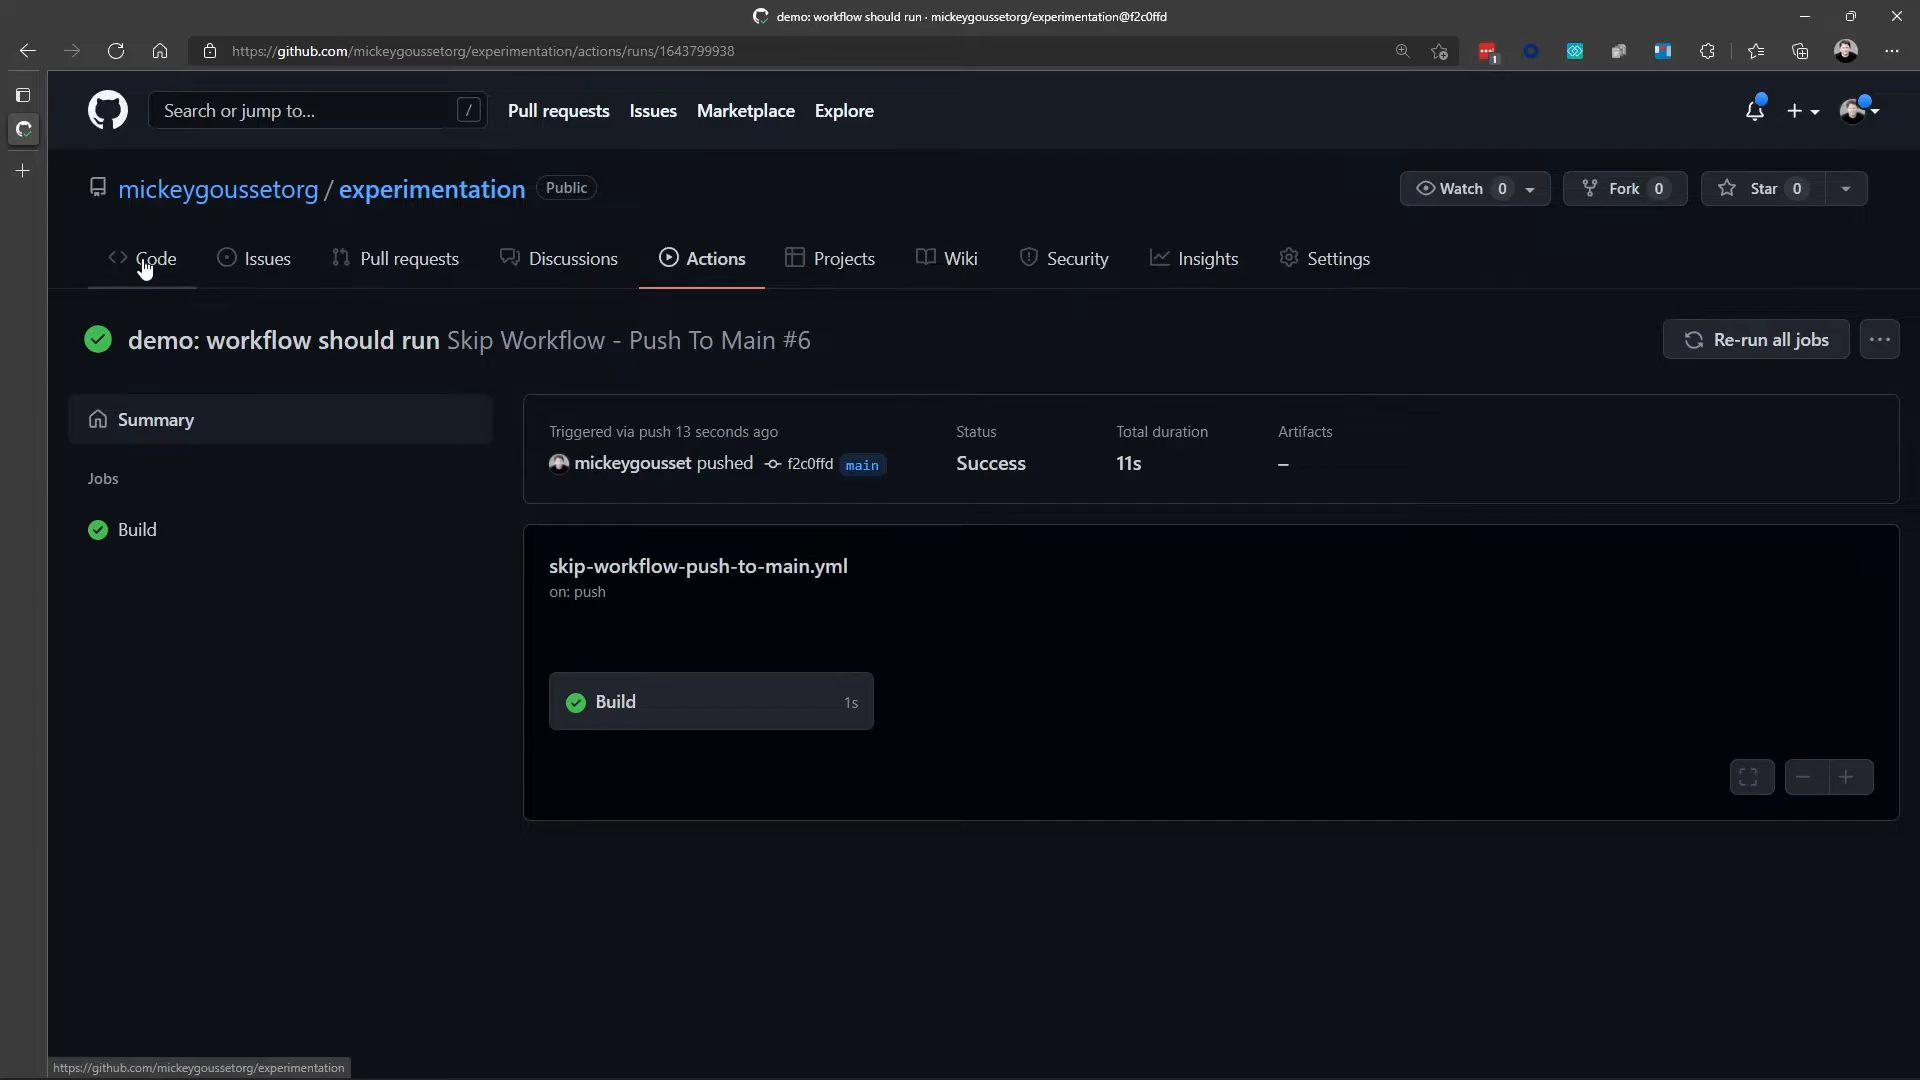 demo: workflow should run · mickeygoussetorg/experimentation@f2c0ffd
https://github.com/mickeygoussetorg/experimentation/actions/runs/1643799938
1
Search or jump to...
/
Pull requests
Issues
Marketplace
Explore
mickeygoussetorg / experimentation
Public
Watch 0
Fork 0
Star 0
Code
Issues
Pull requests
Discussions
Actions
Projects
Wiki
Security
Insights
Settings
demo: workflow should run Skip Workflow - Push To Main #6
Re-run all jobs
Summary
Jobs
Build
Triggered via push 13 seconds ago
mickeygousset pushed f2c0ffd main
Status
Success
Total duration
11s
Artifacts
–
skip-workflow-push-to-main.yml
on: push
Build
1s
https://github.com/mickeygoussetorg/experimentation